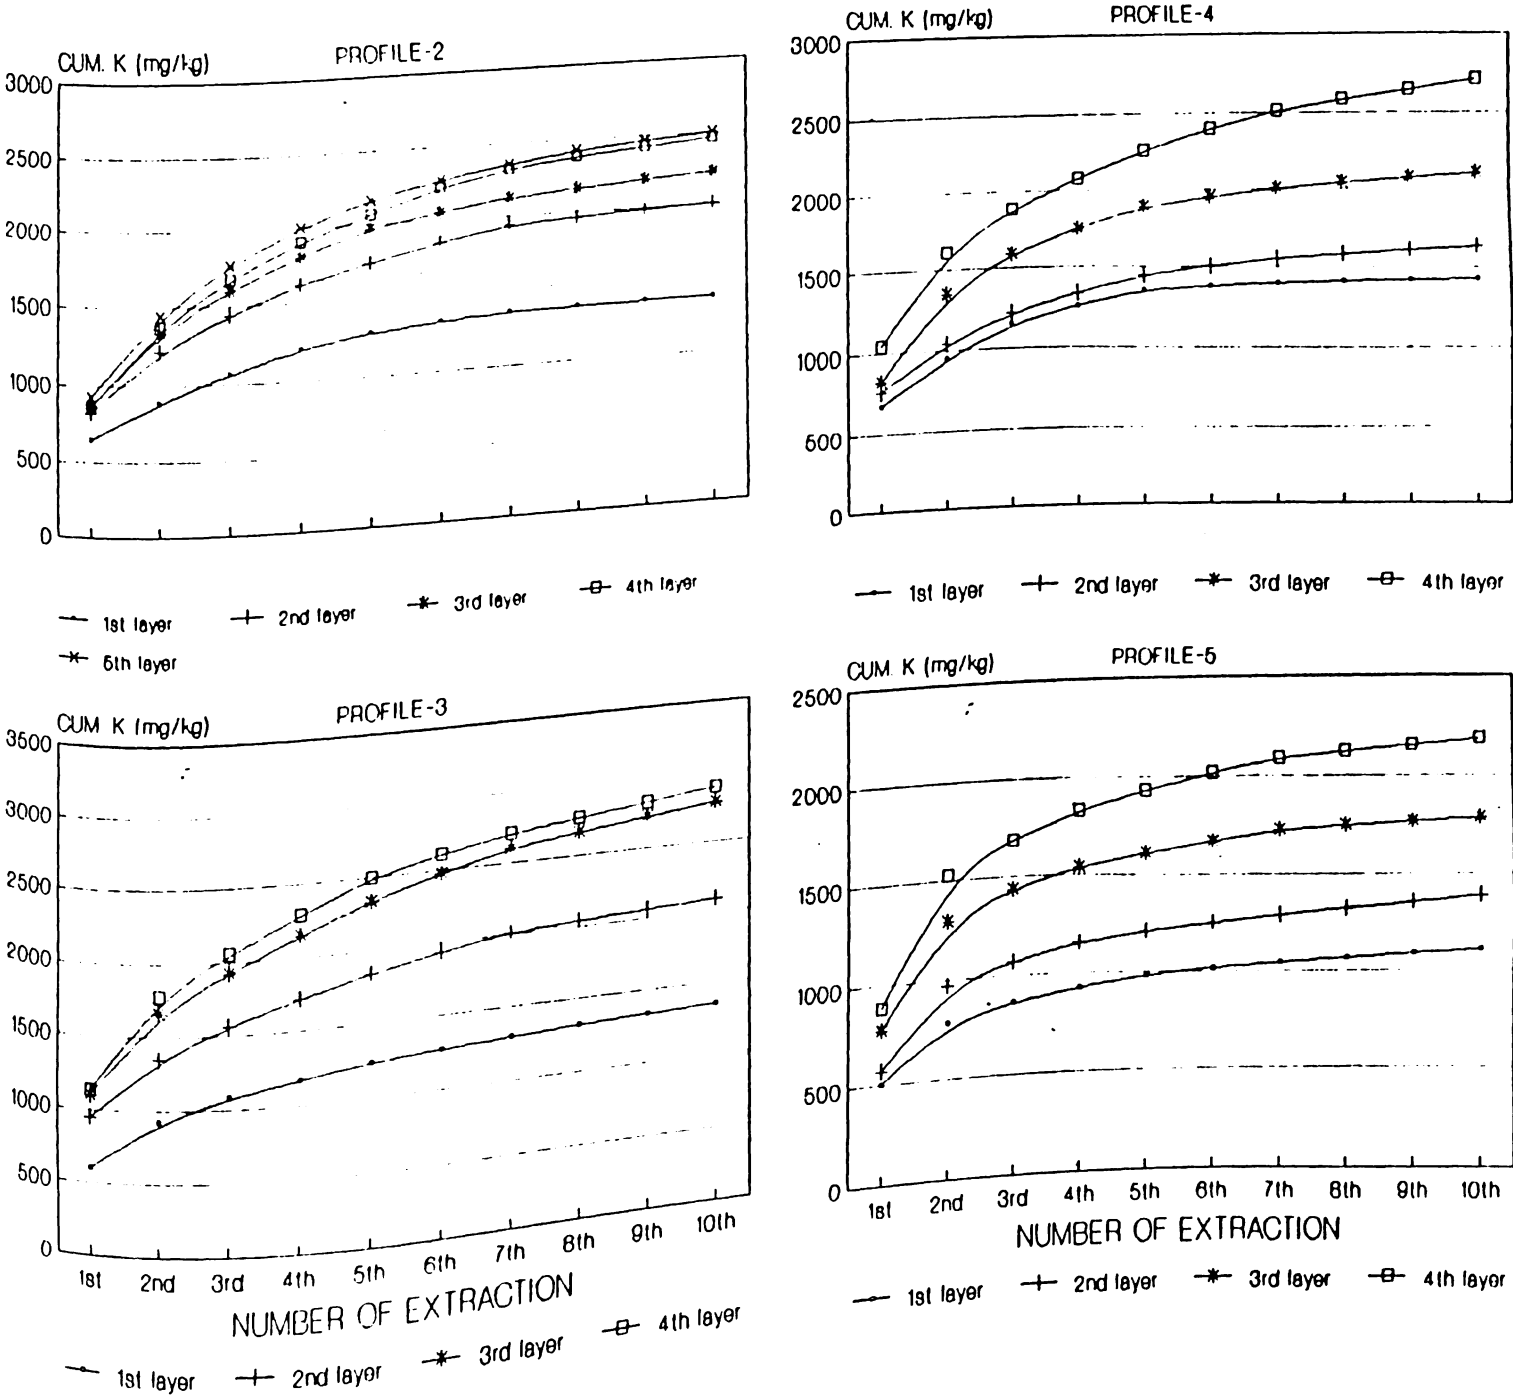 PROFILE-2
CUM. K (mg/kg)
3000
2500
2000
1500
1000
500
0
1st layer
2nd layer
3rd layer
4th layer
5th layer
PROFILE-4
CUM. K (mg/kg)
3000
2500
2000
1500
1000
500
0
1st layer
2nd layer
3rd layer
4th layer
PROFILE-3
CUM K (mg/kg)
3500
3000
2500
2000
1500
1000
500
0
1st 2nd 3rd 4th 5th 6th 7th 8th 9th 10th
NUMBER OF EXTRACTION
1st layer
2nd layer
3rd layer
4th layer
PROFILE-5
CUM. K (mg/kg)
2500
2000
1500
1000
500
0
1st 2nd 3rd 4th 5th 6th 7th 8th 9th 10th
NUMBER OF EXTRACTION
1st layer
2nd layer
3rd layer
4th layer